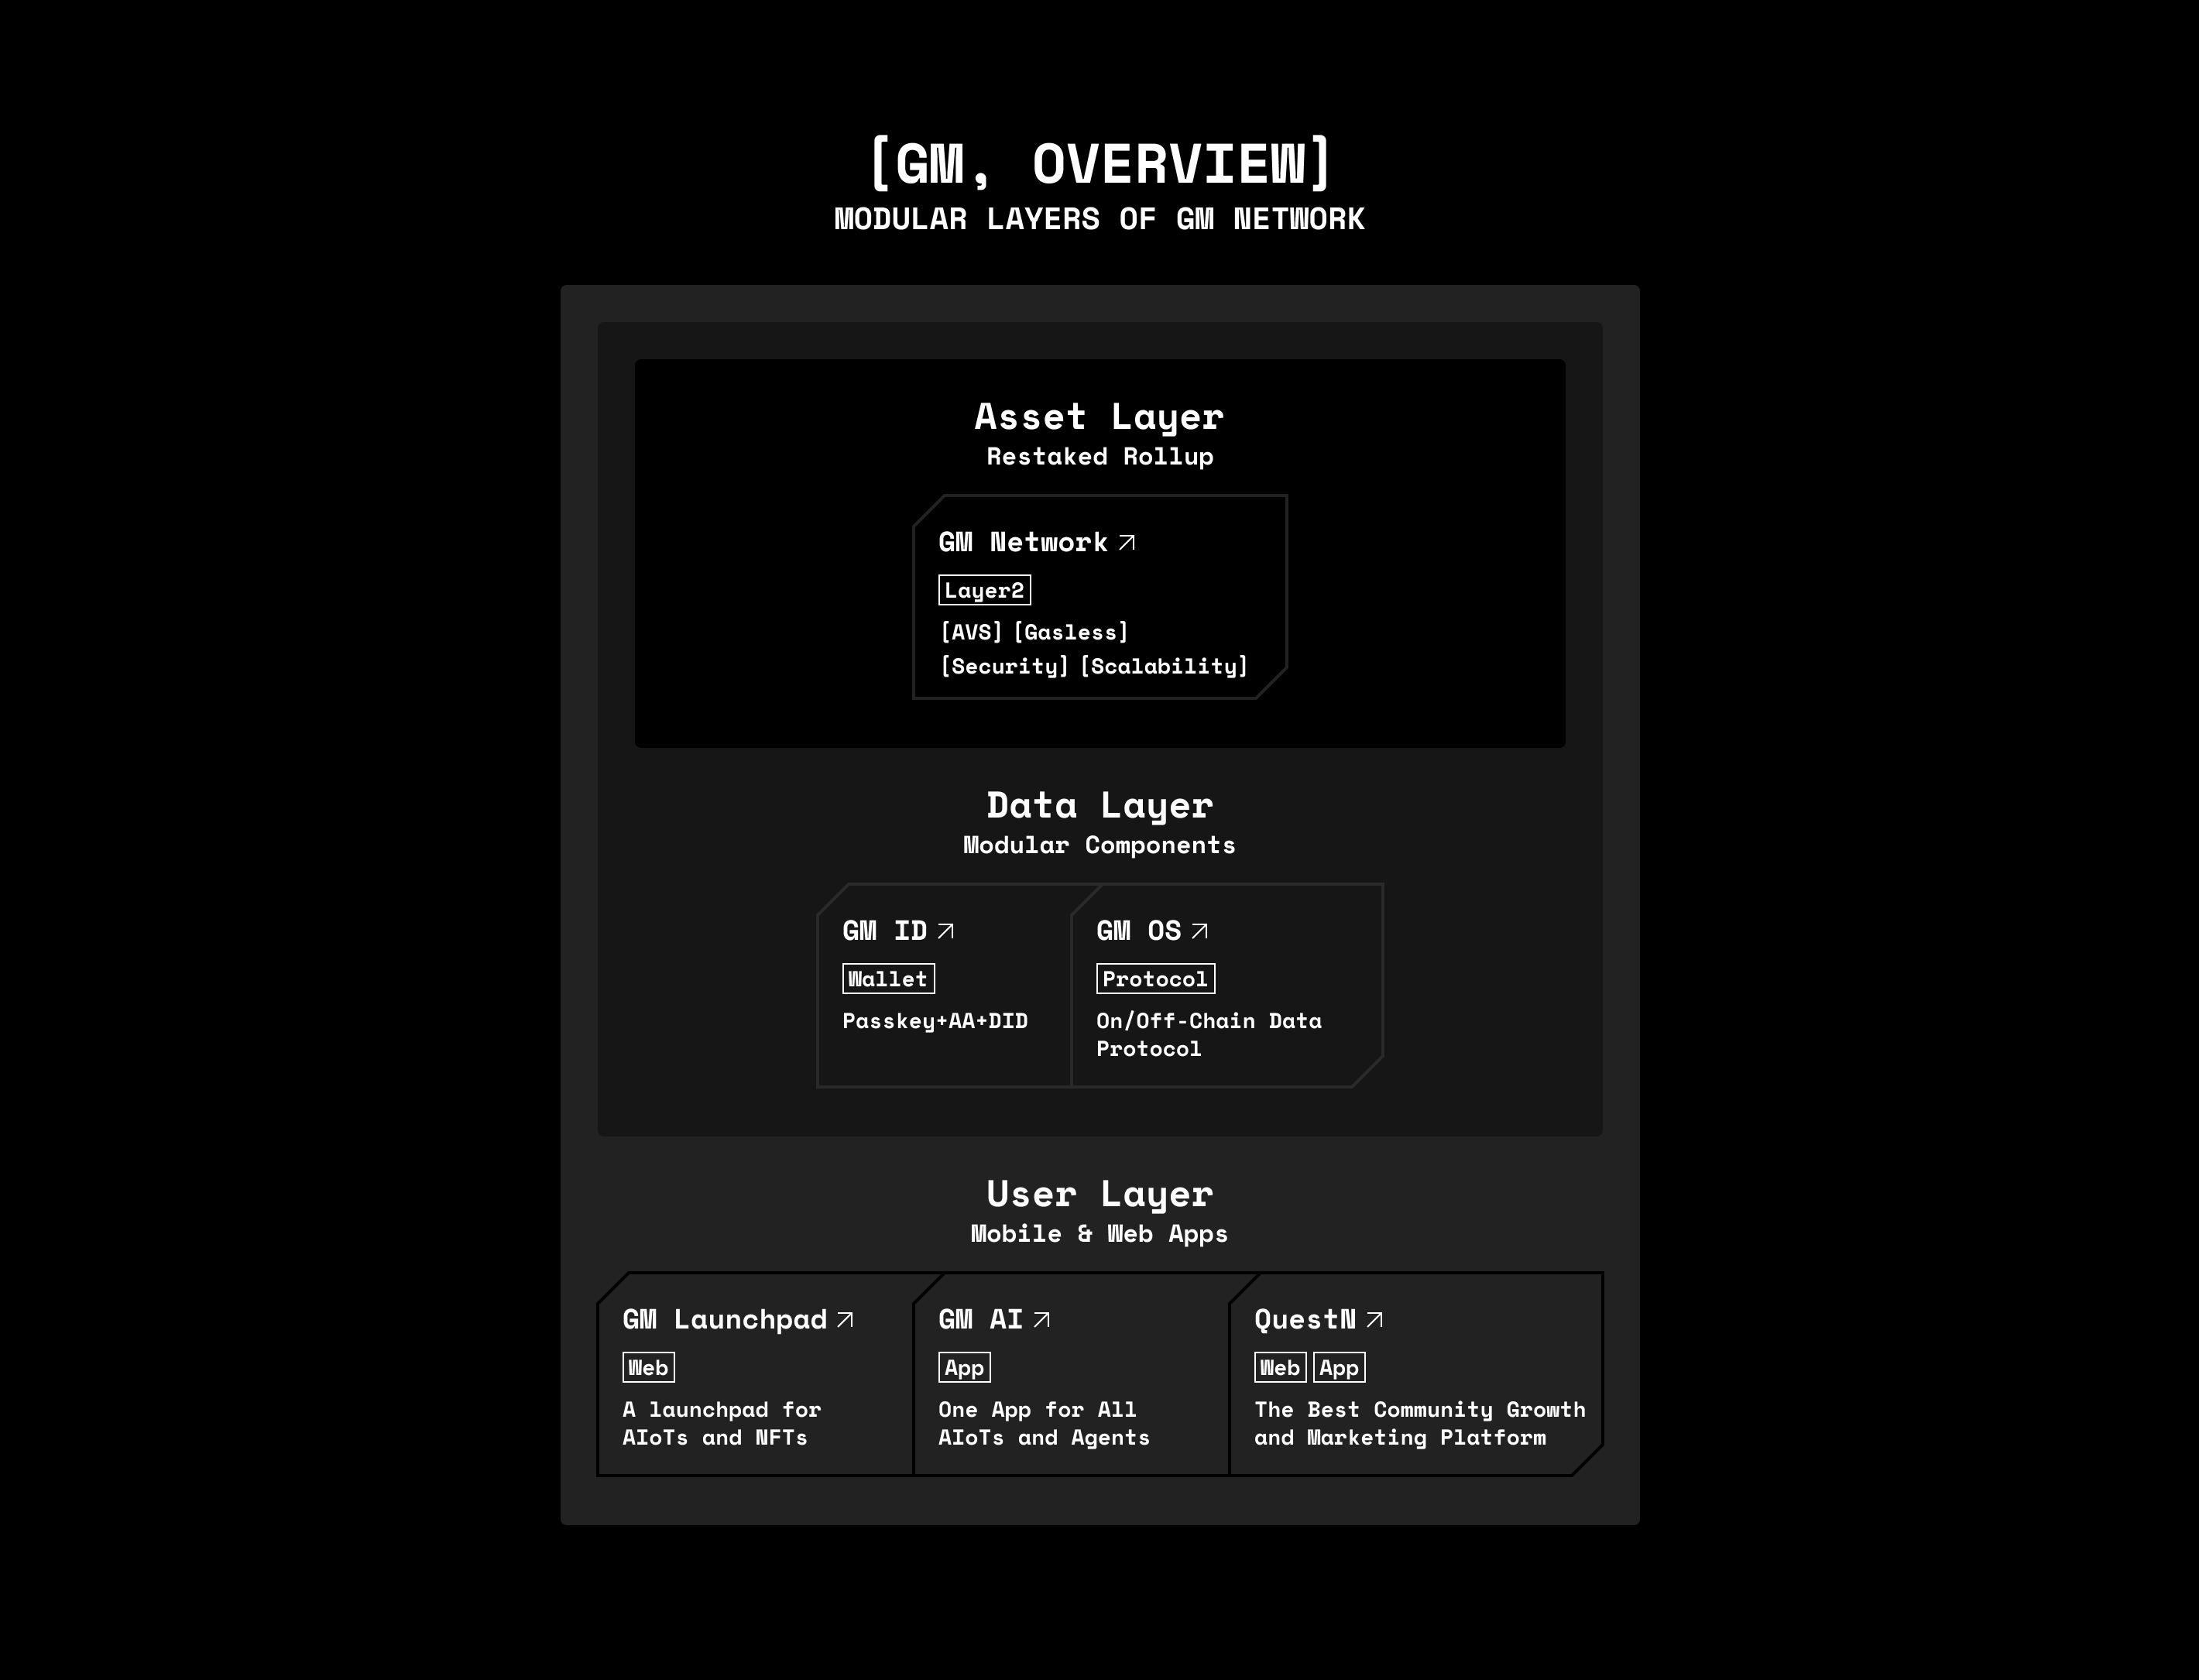 [GM, OVERVIEW]
MODULAR LAYERS OF GM NETWORK
Asset Layer
Restaked Rollup
GM Network
Layer2
[AVS] [Gasless]
[Security] [Scalability]
Data Layer
Modular Components
GM ID
Wallet
Passkey+AA+DID
GM OS
Protocol
On/Off-Chain Data
Protocol
User Layer
Mobile & Web Apps
GM Launchpad
Web
A launchpad for
AIoTs and NFTs
GM AI
App
One App for All
AIoTs and Agents
QuestN
Web App
The Best Community Growth
and Marketing Platform